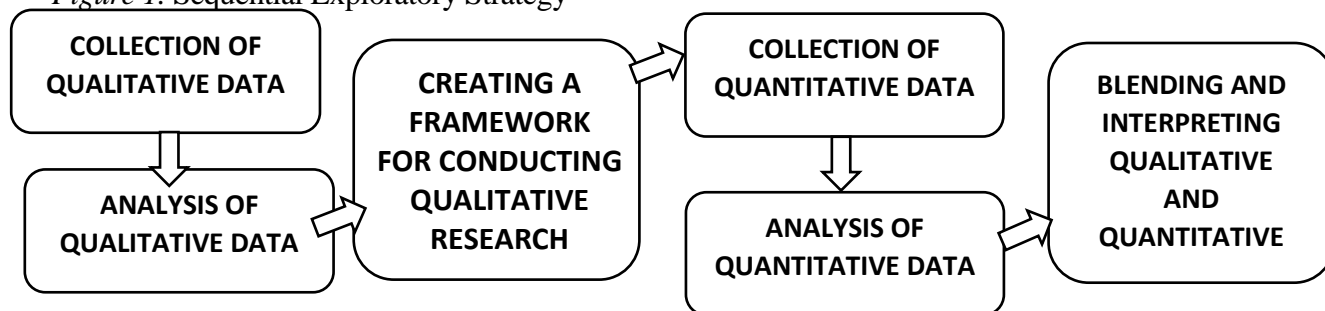 Figure 1. Sequential Exploratory Strategy
COLLECTION OF
QUALITATIVE DATA
ANALYSIS OF
QUALITATIVE DATA
CREATING A
FRAMEWORK
FOR CONDUCTING
QUALITATIVE
RESEARCH
COLLECTION OF
QUANTITATIVE DATA
ANALYSIS OF
QUANTITATIVE DATA
BLENDING AND
INTERPRETING
QUALITATIVE
AND
QUANTITATIVE